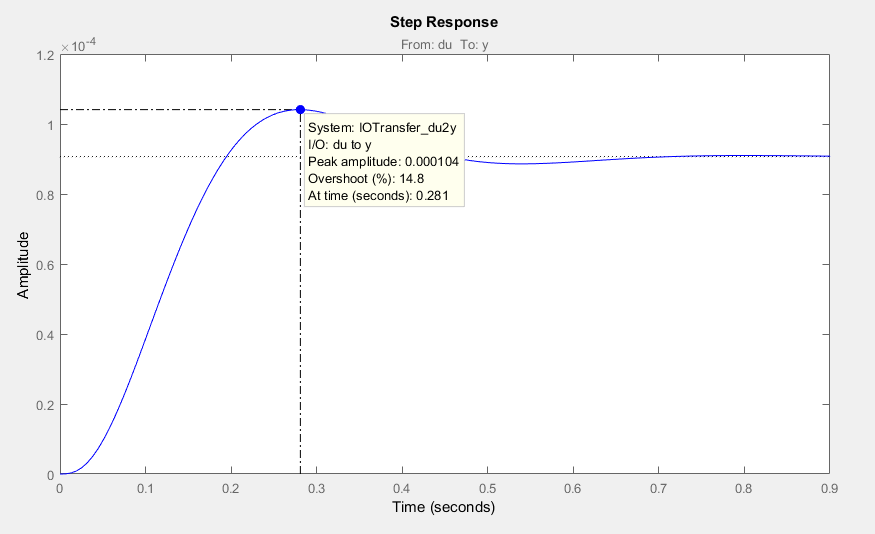 Step Response
From: du To: y
×10-4
1.2
1
0.8
0.6
0.4
0.2
0
Amplitude
System: IOTransfer_du2y
I/O: du to y
Peak amplitude: 0.000104
Overshoot (%): 14.8
At time (seconds): 0.281
0 0.1 0.2 0.3 0.4 0.5 0.6 0.7 0.8 0.9
Time (seconds)